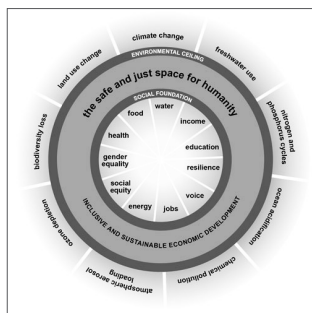 climate change
freshwater use
nitrogen and
phosphorus cycles
ocean acidification
chemical pollution
atmospheric aerosol
loading
ozone depletion
biodiversity loss
land use change
ENVIRONMENTAL CEILING
the safe and just space for humanity
SOCIAL FOUNDATION
water
income
education
resilience
voice
jobs
energy
social
equity
gender
equality
health
food
INCLUSIVE AND SUSTAINABLE ECONOMIC DEVELOPMENT